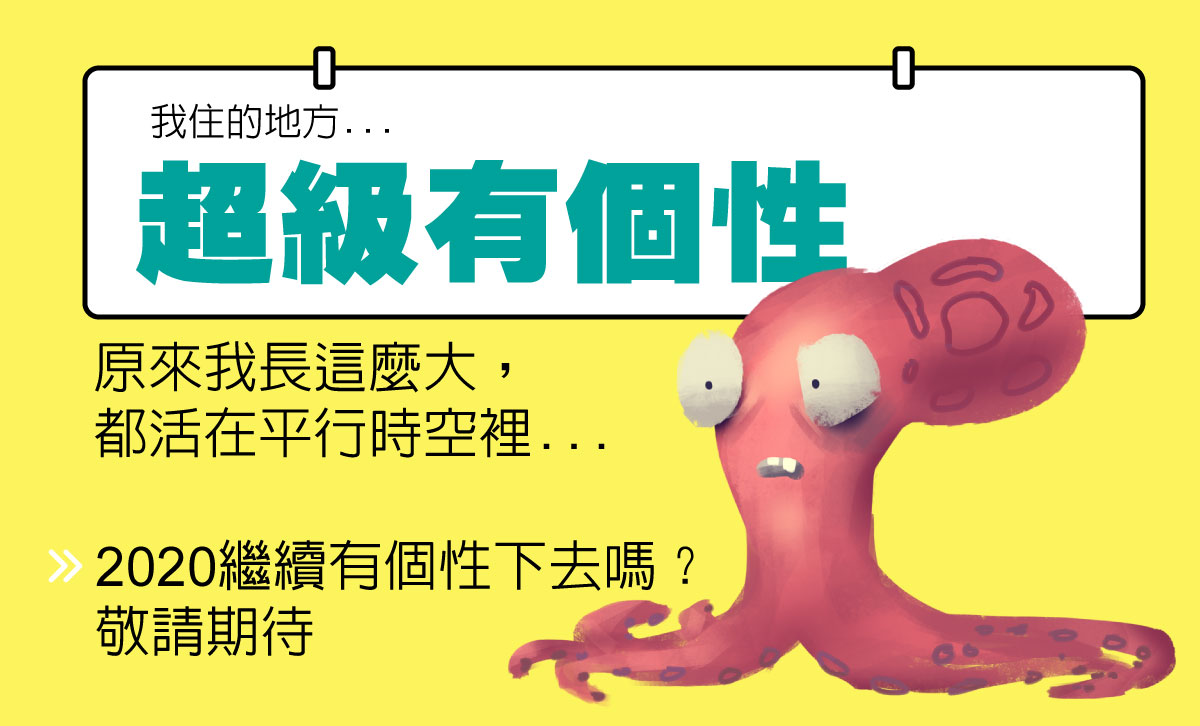 我住的地方...
超級有個性
原來我長這麼大，
都活在平行時空裡...
2020繼續有個性下去嗎？
敬請期待